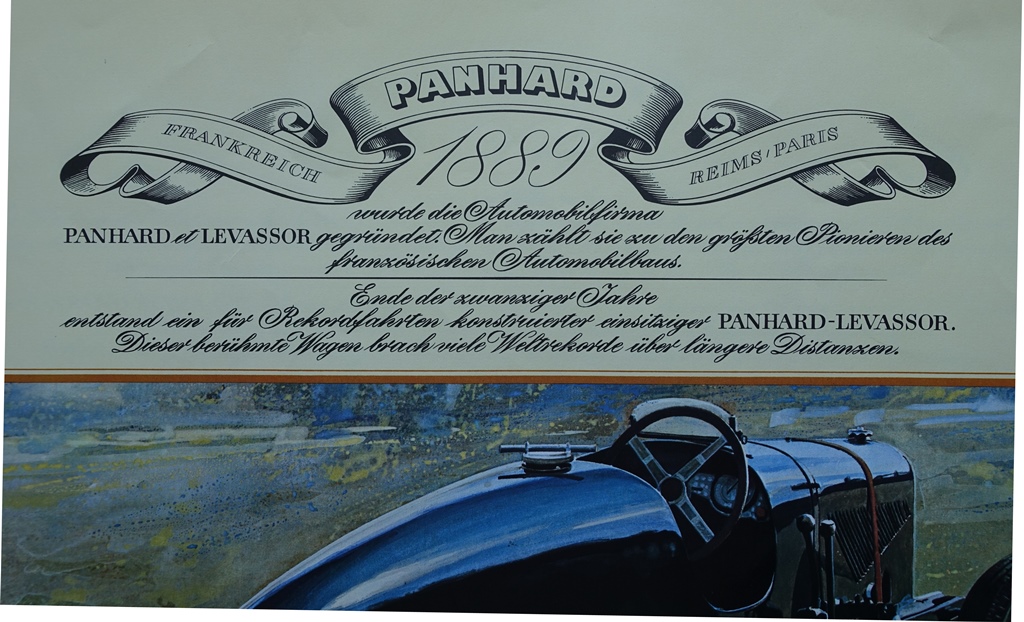 PANHARD
FRANKREICH
1889
REIMS/PARIS
wurde die Automobilfirma
PANHARD et LEVASSOR gegründet. Man zählt sie zu den größten Pionieren des
französischen Automobilbaus.
Ende der zwanziger Jahre
entstand ein für Rekordfahrten konstruierter einsitziger PANHARD-LEVASSOR.
Dieser berühmte Wagen brach viele Weltrekorde über längere Distanzen.